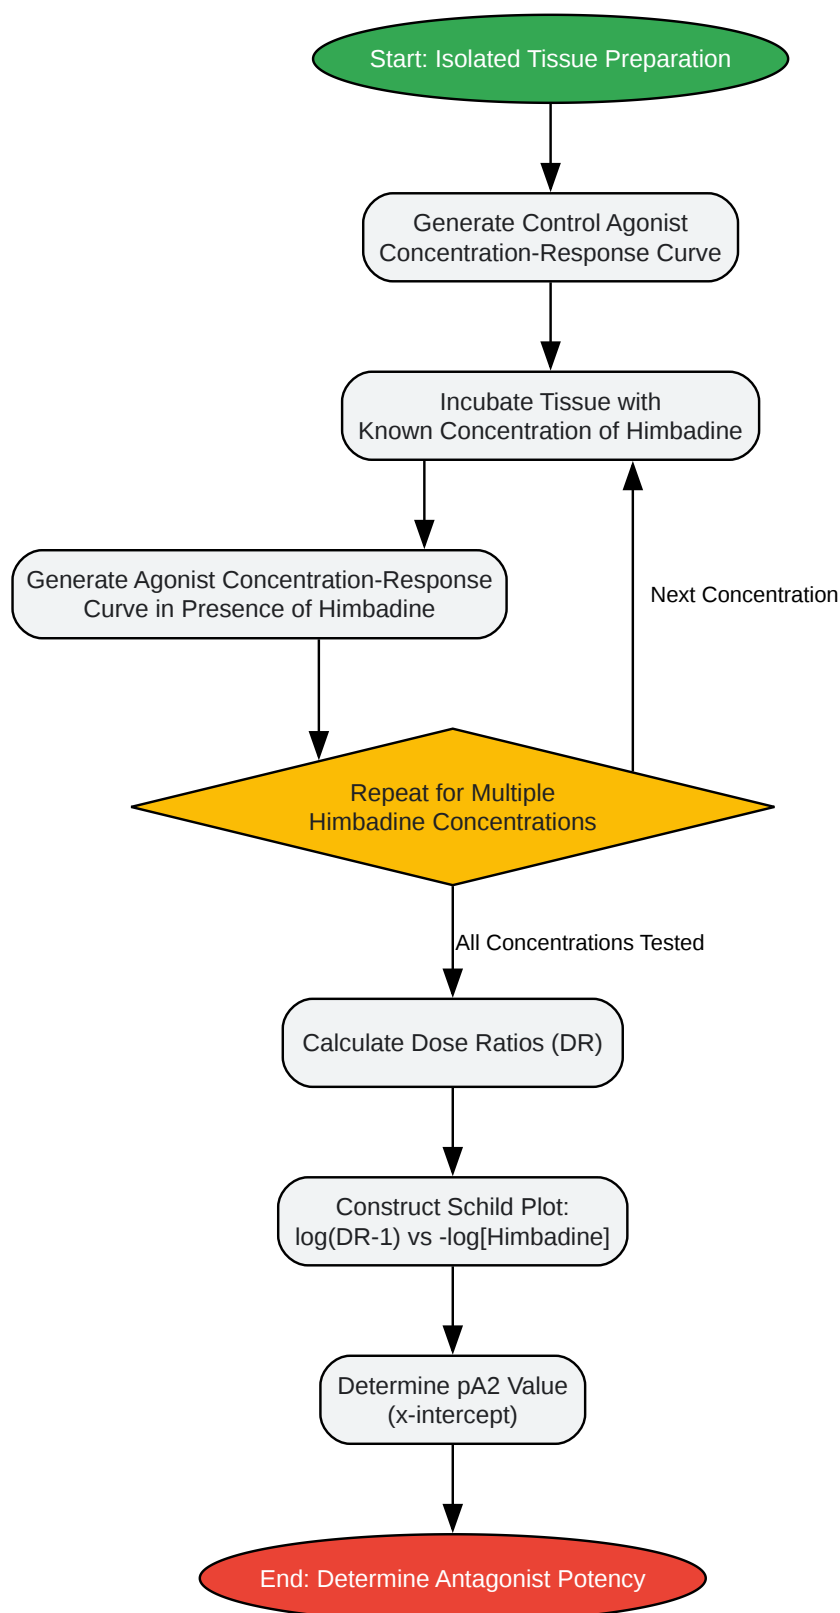 Start: Isolated Tissue Preparation
Generate Control Agonist
Concentration-Response Curve
Incubate Tissue with
Known Concentration of Himbadine
Generate Agonist Concentration-Response
Curve in Presence of Himbadine
Next Concentration
Repeat for Multiple
Himbadine Concentrations
All Concentrations Tested
Calculate Dose Ratios (DR)
Construct Schild Plot:
log(DR-1) vs -log[Himbadine]
Determine pA2 Value
(x-intercept)
End: Determine Antagonist Potency